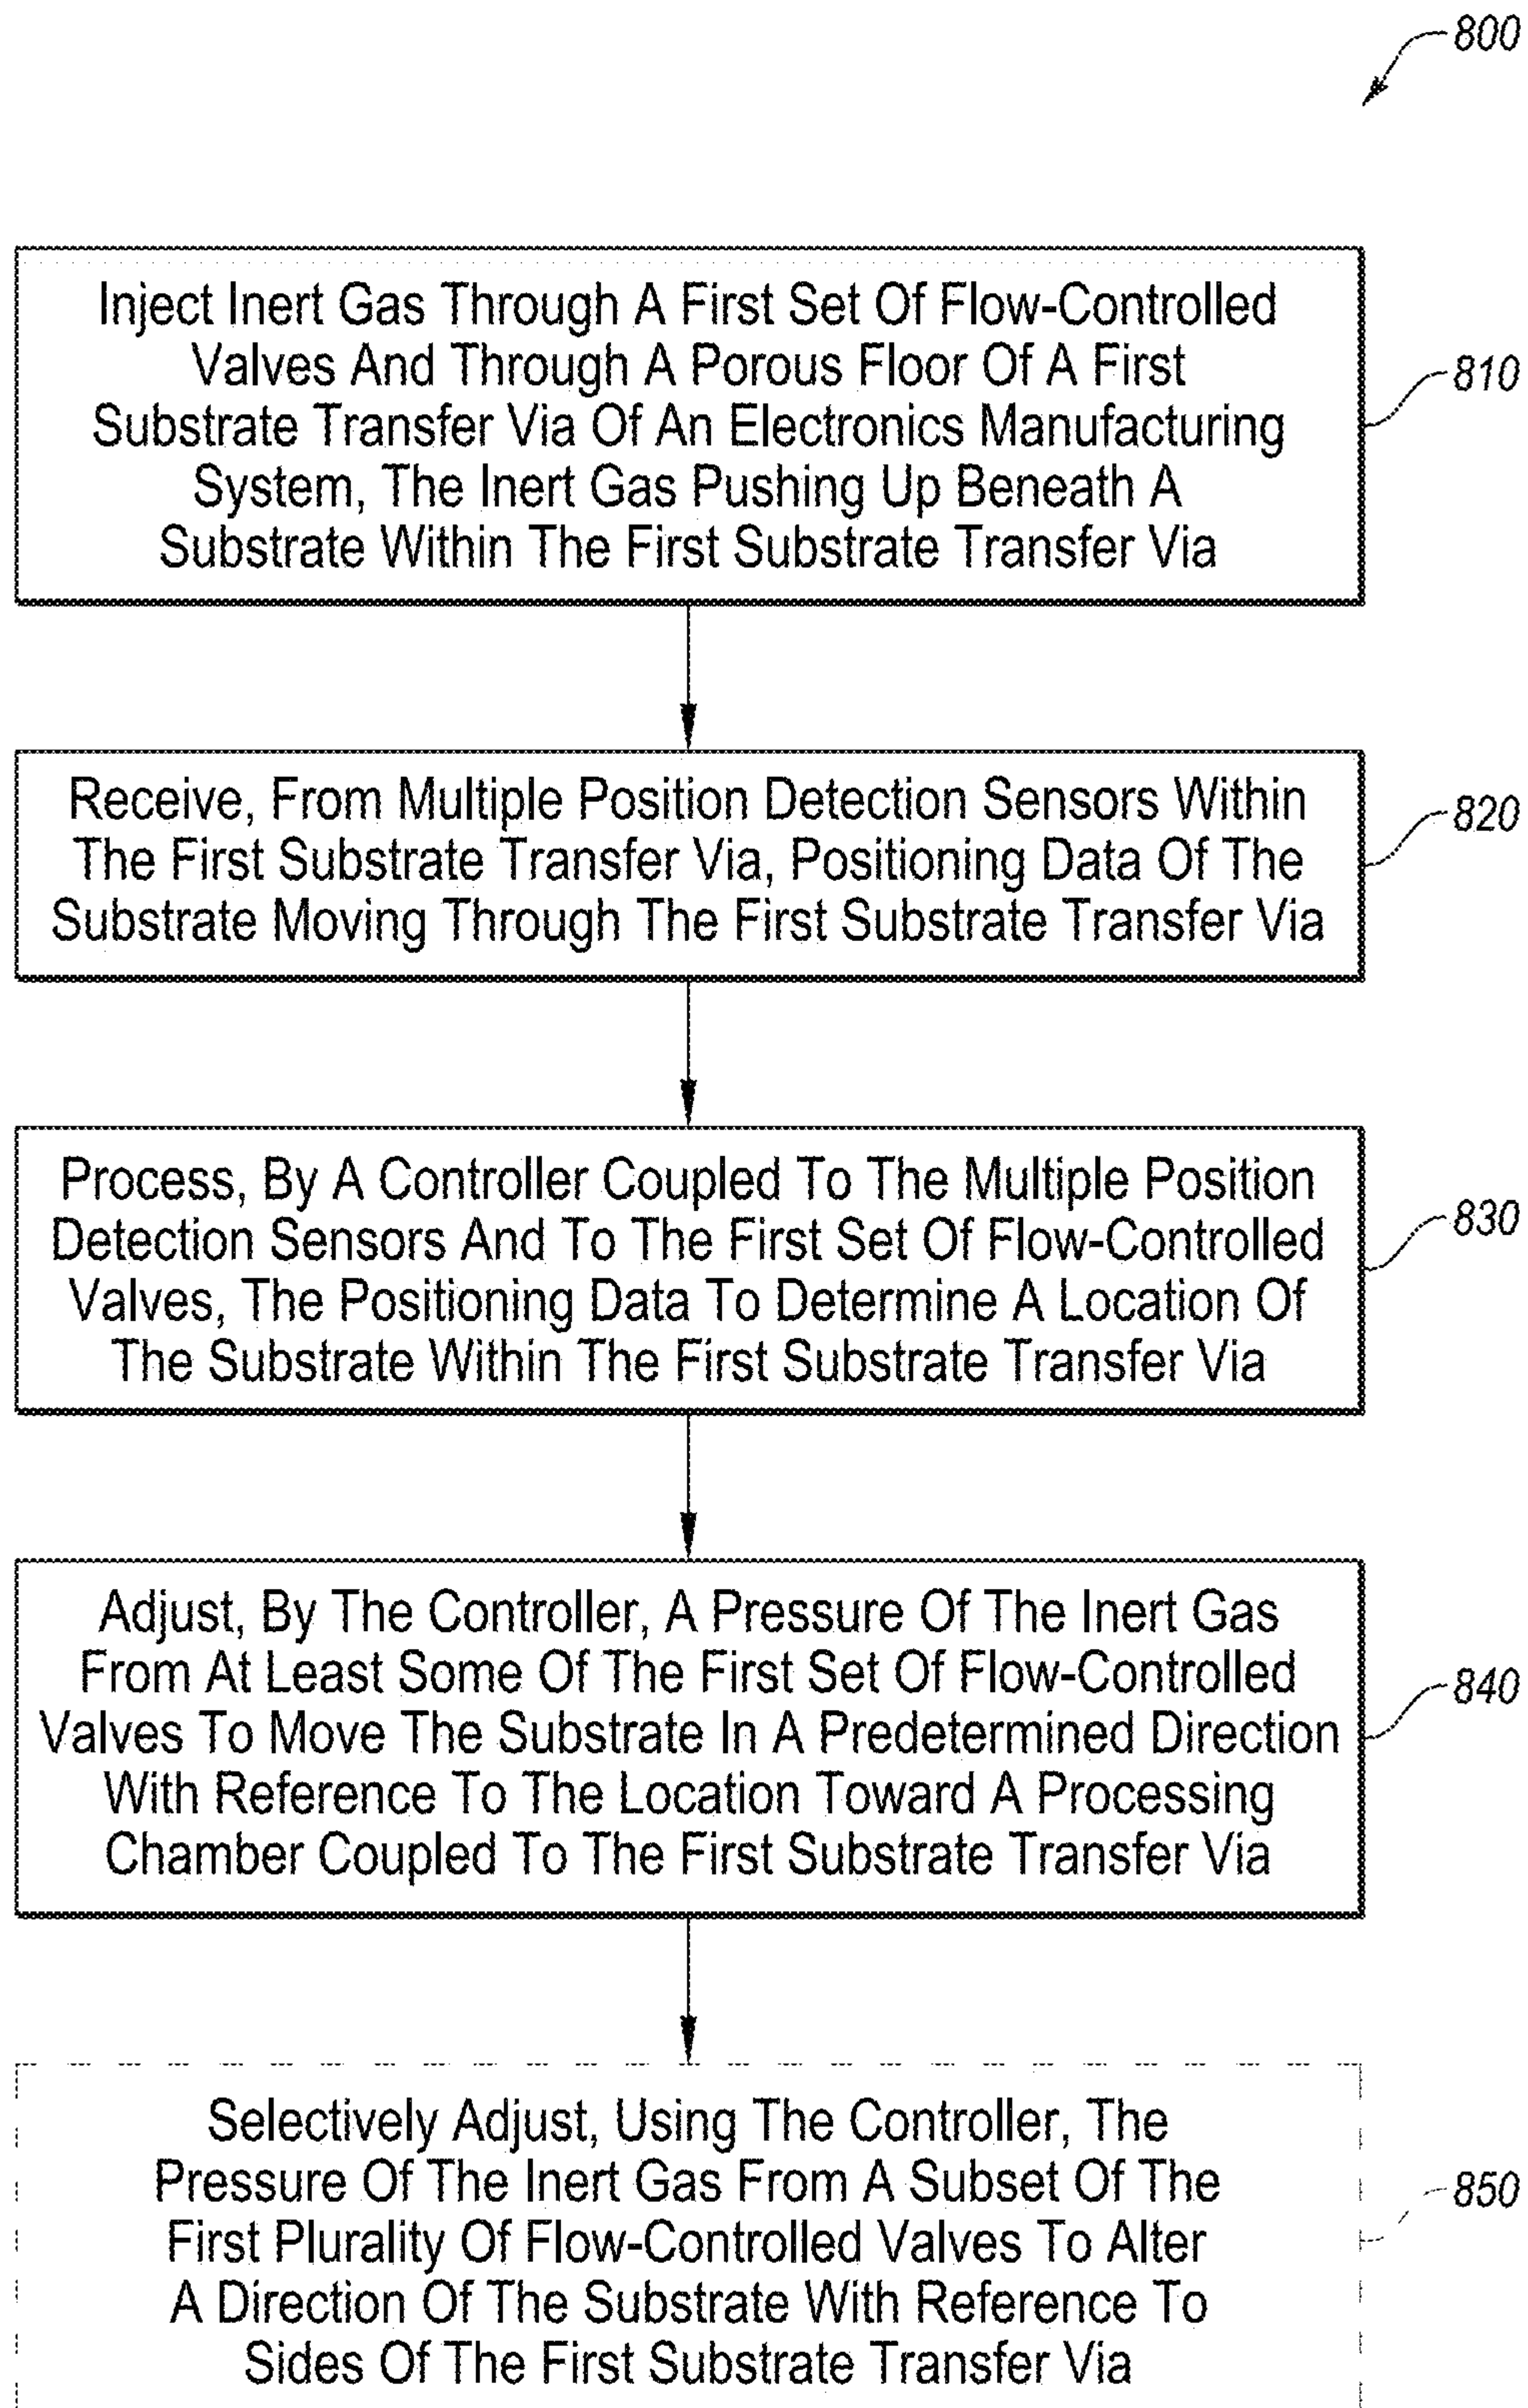 800
Inject Inert Gas Through A First Set Of Flow-Controlled
Valves And Through A Porous Floor Of A First
Substrate Transfer Via Of An Electronics Manufacturing
System, The Inert Gas Pushing Up Beneath A
Substrate Within The First Substrate Transfer Via
810
Receive, From Multiple Position Detection Sensors Within
The First Substrate Transfer Via, Positioning Data Of The
Substrate Moving Through The First Substrate Transfer Via
820
Process, By A Controller Coupled To The Multiple Position
Detection Sensors And To The First Set Of Flow-Controlled
Valves, The Positioning Data To Determine A Location Of
The Substrate Within The First Substrate Transfer Via
830
Adjust, By The Controller, A Pressure Of The Inert Gas
From At Least Some Of The First Set Of Flow-Controlled
Valves To Move The Substrate In A Predetermined Direction
With Reference To The Location Toward A Processing
Chamber Coupled To The First Substrate Transfer Via
840
Selectively Adjust, Using The Controller, The
Pressure Of The Inert Gas From A Subset Of The
First Plurality Of Flow-Controlled Valves To Alter
A Direction Of The Substrate With Reference To
Sides Of The First Substrate Transfer Via
850